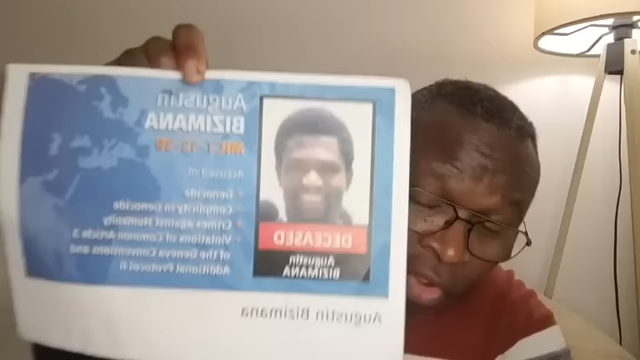 Augustin
BIZIMANA
Accused of
• Genocide
• Complicity in Genocide
• Crimes against Humanity
• Violations of Common Article 3
of the Geneva Conventions and
Additional Protocol II
DECEASED
Augustin
BIZIMANA
Augustin Bizimana